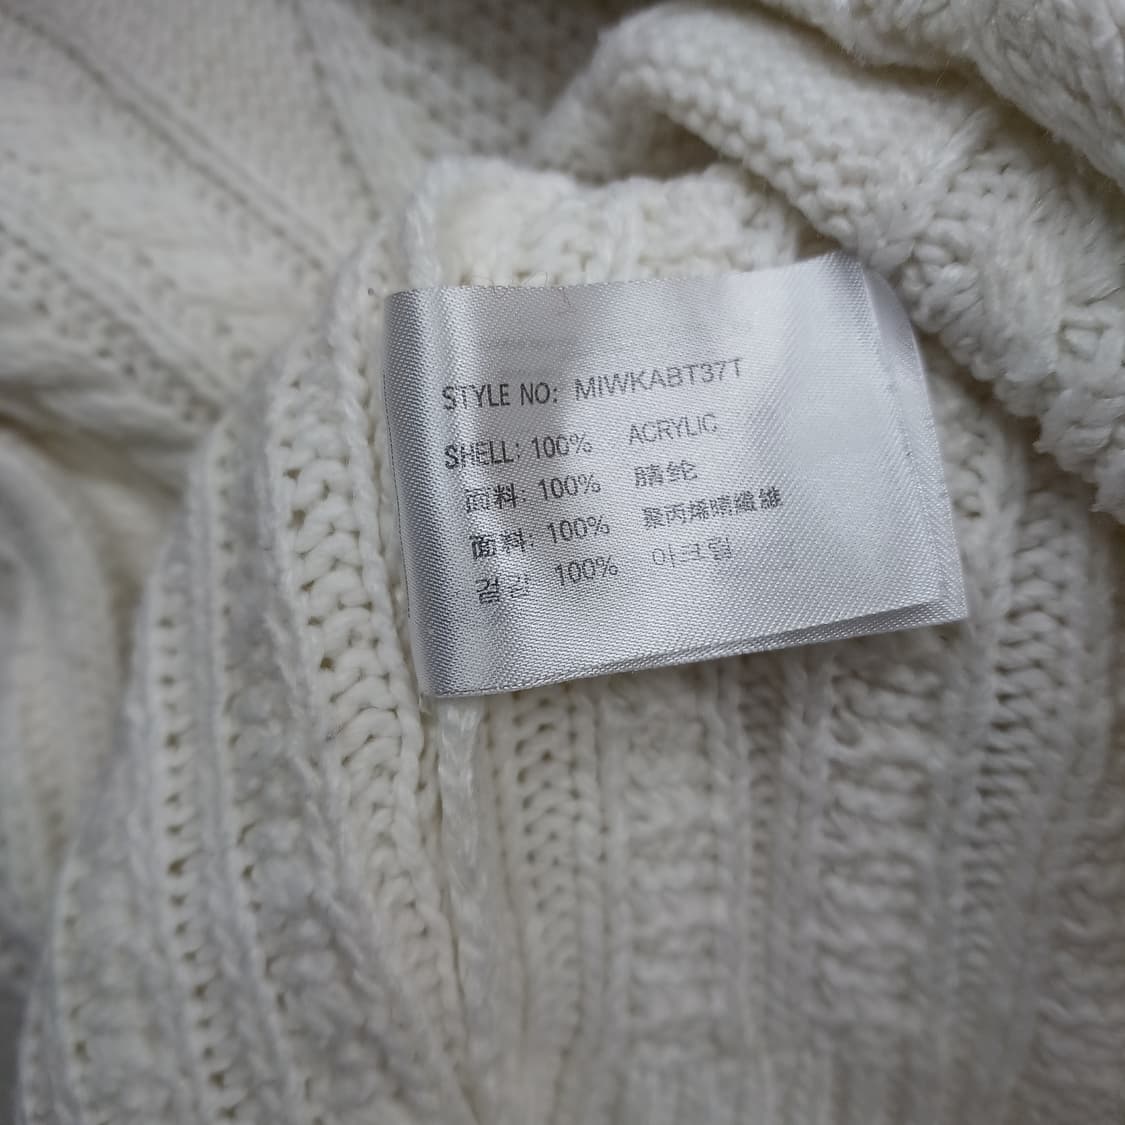 STYLE NO: MIWKABT37T
SHELL: 100% ACRYLIC
面料: 100% 腈纶
面料: 100% 聚丙烯腈纖維
겉감 100% 아크릴